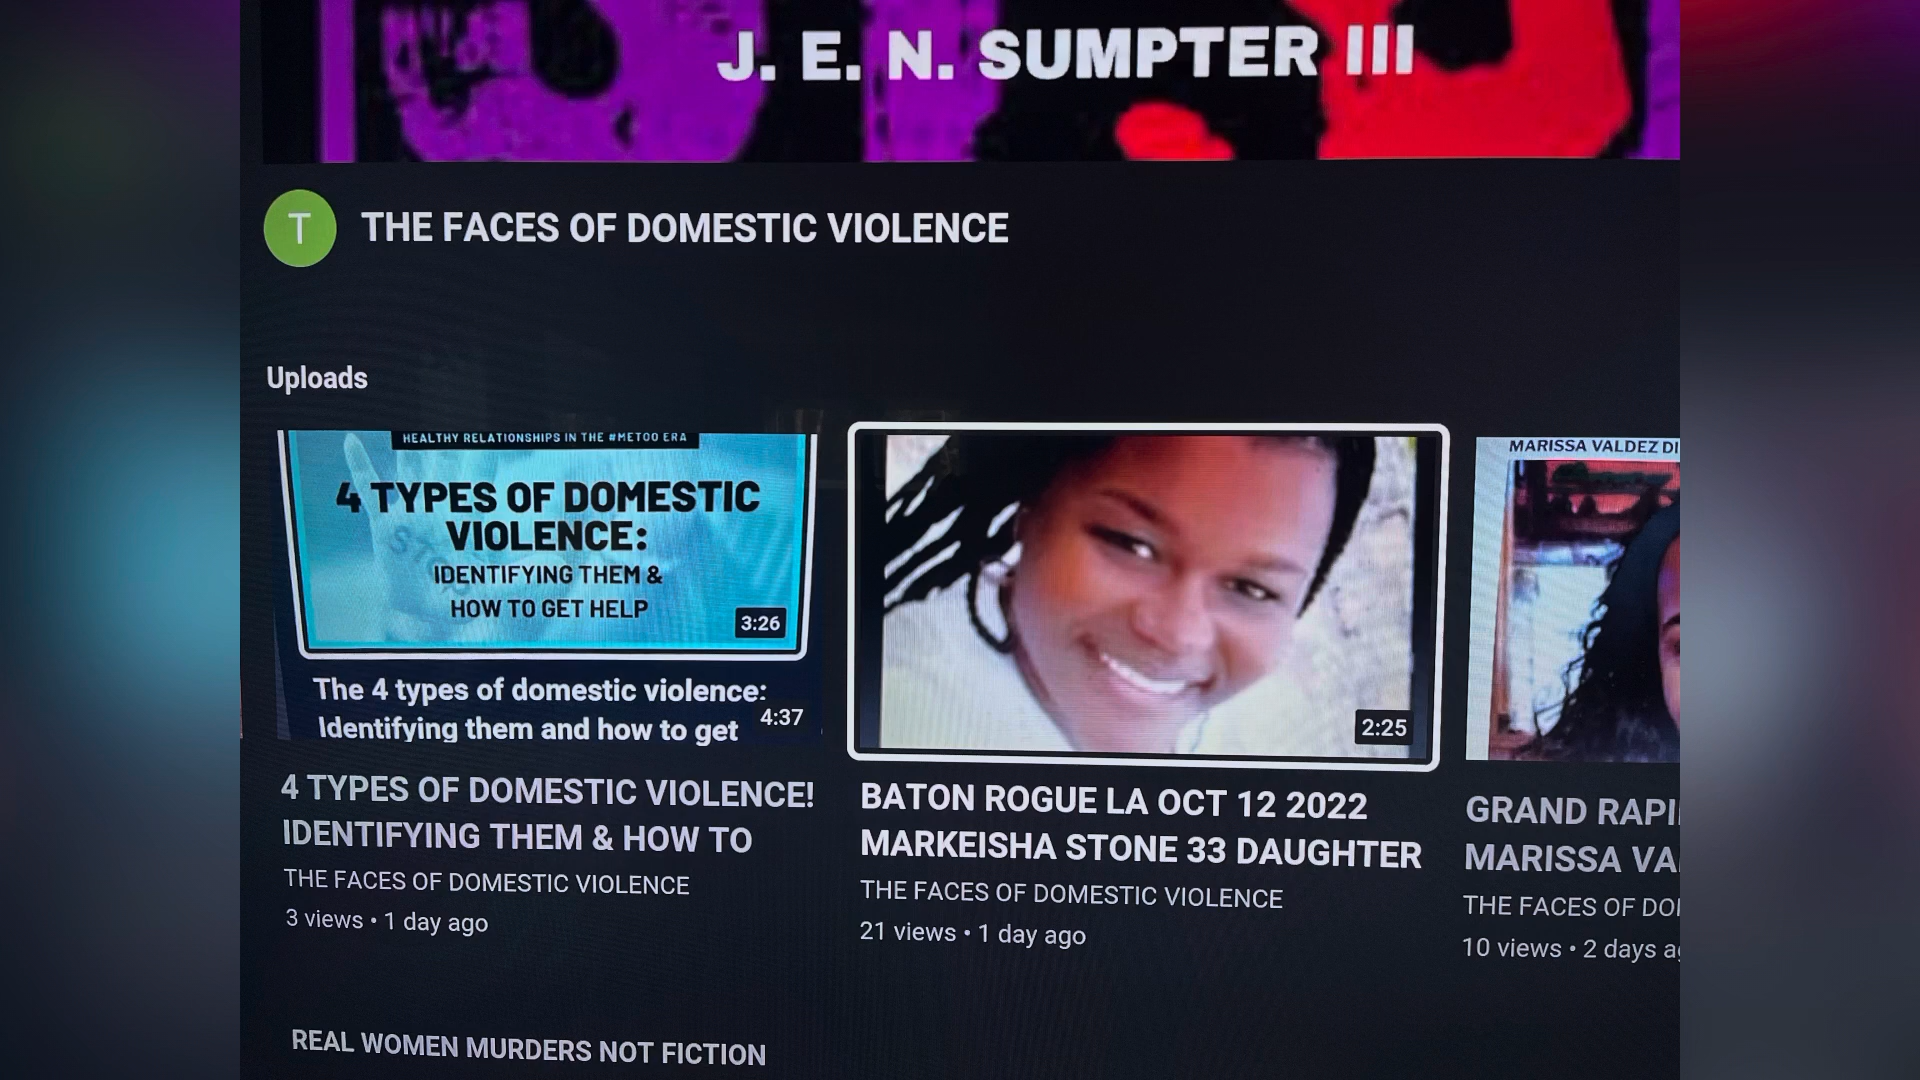 J. E. N. SUMPTER III
T
THE FACES OF DOMESTIC VIOLENCE
Uploads
HEALTHY RELATIONSHIPS IN THE #METOO ERA
4 TYPES OF DOMESTIC
VIOLENCE:
IDENTIFYING THEM &
HOW TO GET HELP
3:26
The 4 types of domestic violence:
Identifying them and how to get
4:37
4 TYPES OF DOMESTIC VIOLENCE!
IDENTIFYING THEM & HOW TO
THE FACES OF DOMESTIC VIOLENCE
3 views • 1 day ago
2:25
BATON ROGUE LA OCT 12 2022
MARKEISHA STONE 33 DAUGHTER
THE FACES OF DOMESTIC VIOLENCE
21 views • 1 day ago
MARISSA VALDEZ DI
GRAND RAPI
MARISSA VA
THE FACES OF DO
10 views • 2 days a
REAL WOMEN MURDERS NOT FICTION